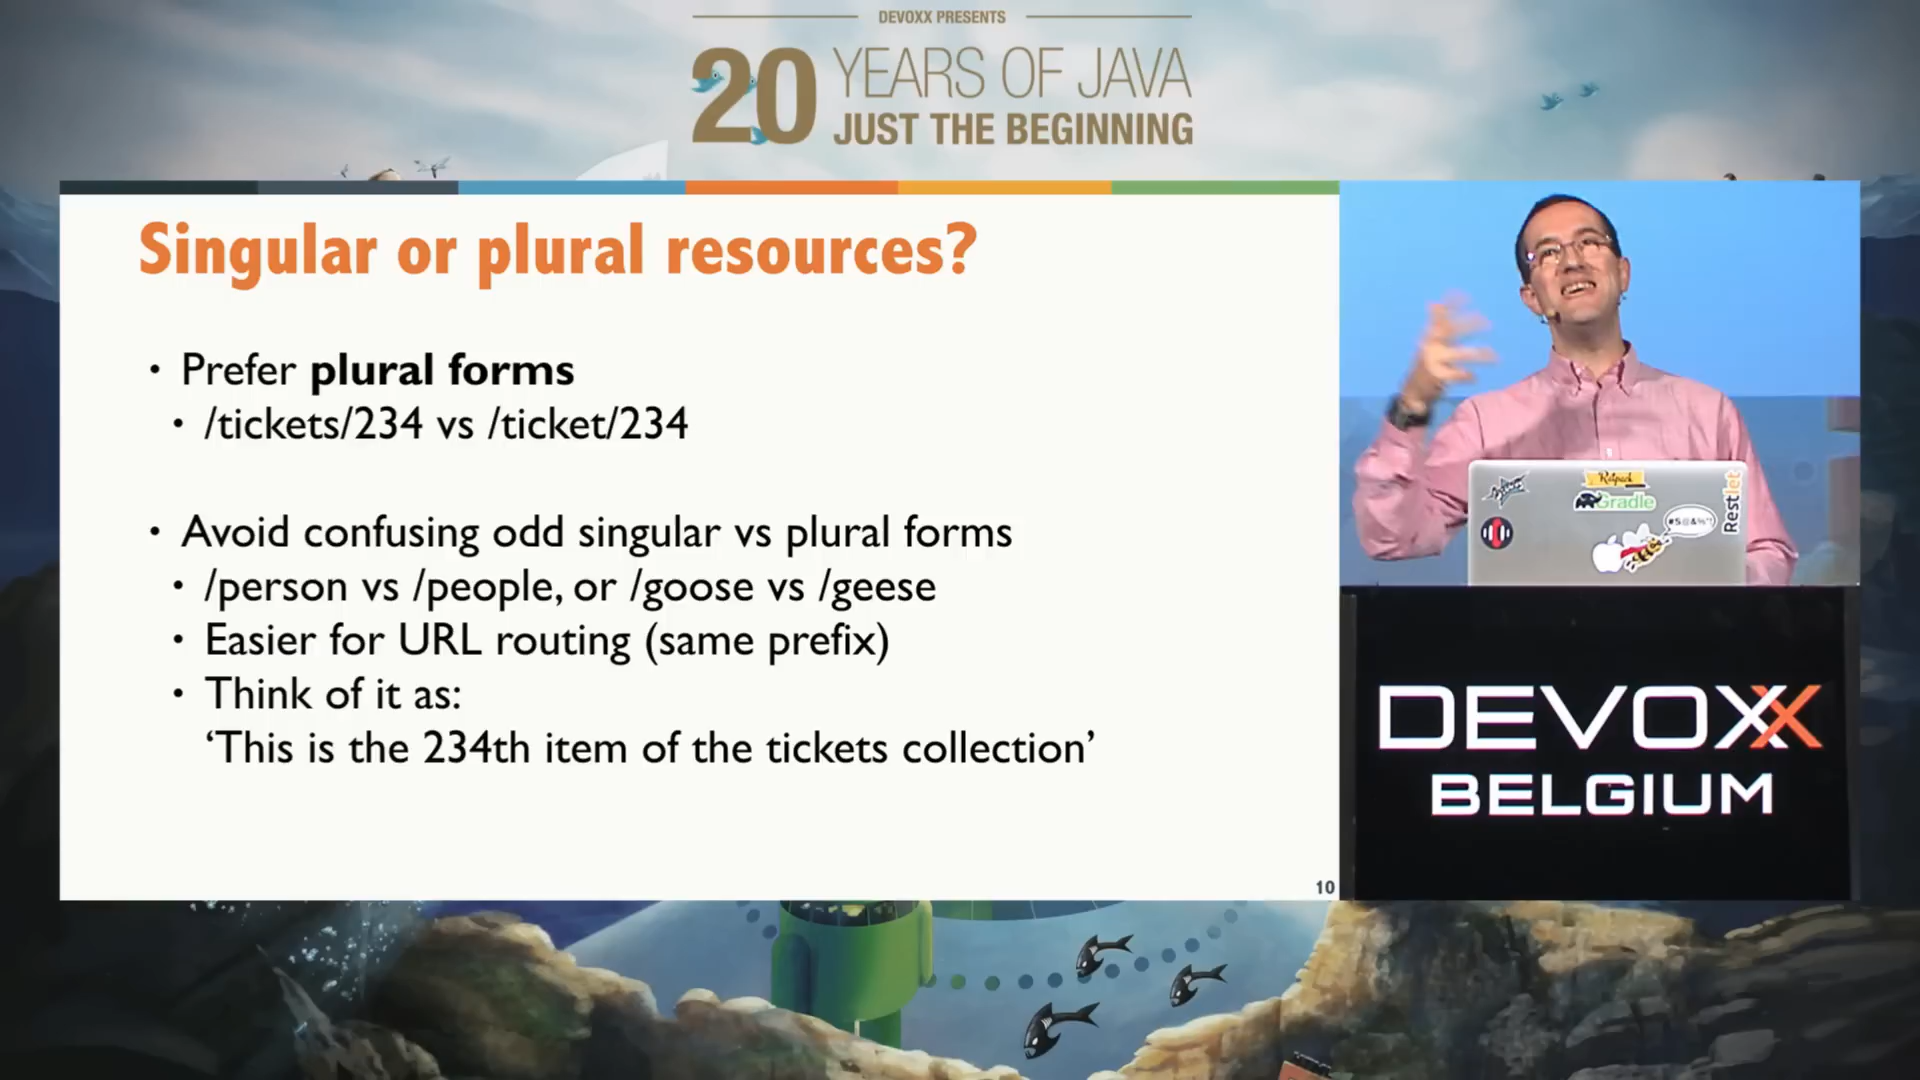 DEVOXX PRESENTS
20 YEARS OF JAVA
JUST THE BEGINNING
Singular or plural resources?
• Prefer plural forms
• /tickets/234 vs /ticket/234
• Avoid confusing odd singular vs plural forms
• /person vs /people, or /goose vs /geese
• Easier for URL routing (same prefix)
• Think of it as:
‘This is the 234th item of the tickets collection’
10
Ratpack
Gradle
Restlet
#$@&%*!
DEVOXX
BELGIUM